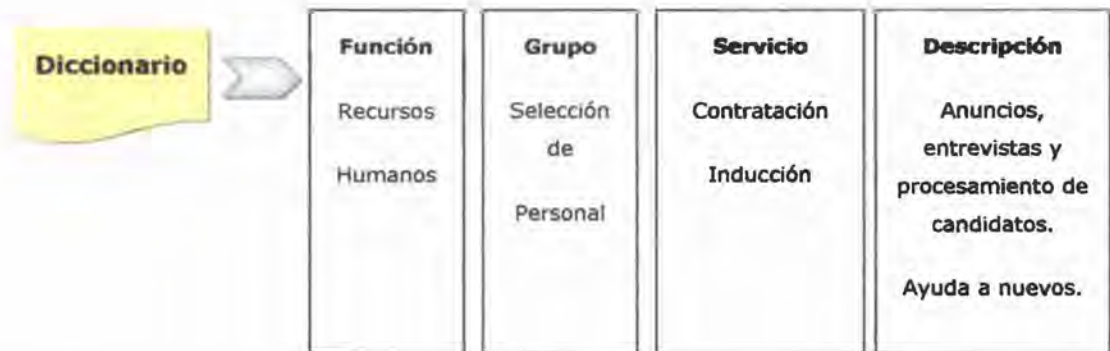 Diccionario
Función
Recursos
Humanos
Grupo
Selección
de
Personal
Servicio
Contratación
Inducción
Descripción
Anuncios,
entrevistas y
procesamiento de
candidatos.
Ayuda a nuevos.